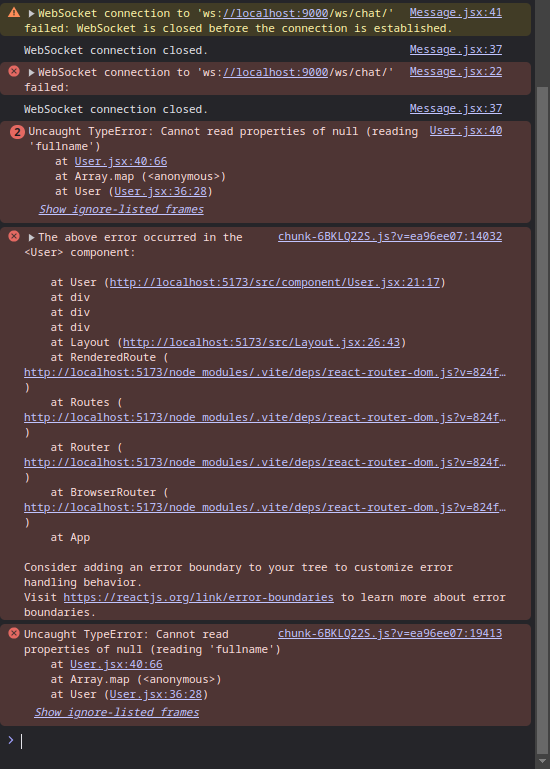 WebSocket connection to 'ws://localhost:9000/ws/chat/' Message.jsx:41
failed: WebSocket is closed before the connection is established.
WebSocket connection closed. Message.jsx:37
WebSocket connection to 'ws://localhost:9000/ws/chat/' Message.jsx:22
failed:
WebSocket connection closed. Message.jsx:37
2 Uncaught TypeError: Cannot read properties of null (reading User.jsx:40
'fullname')
at User.jsx:40:66
at Array.map (<anonymous>)
at User (User.jsx:36:28)
Show ignore-listed frames
The above error occurred in the chunk-6BKLQ22S.js?v=ea96ee07:14032
<User> component:
at User (http://localhost:5173/src/component/User.jsx:21:17)
at div
at div
at div
at Layout (http://localhost:5173/src/Layout.jsx:26:43)
at RenderedRoute (
http://localhost:5173/node_modules/.vite/deps/react-router-dom.js?v=824f…
)
at Routes (
http://localhost:5173/node_modules/.vite/deps/react-router-dom.js?v=824f…
)
at Router (
http://localhost:5173/node_modules/.vite/deps/react-router-dom.js?v=824f…
)
at BrowserRouter (
http://localhost:5173/node_modules/.vite/deps/react-router-dom.js?v=824f…
)
at App
Consider adding an error boundary to your tree to customize error
handling behavior.
Visit https://reactjs.org/link/error-boundaries to learn more about error
boundaries.
Uncaught TypeError: Cannot read chunk-6BKLQ22S.js?v=ea96ee07:19413
properties of null (reading 'fullname')
at User.jsx:40:66
at Array.map (<anonymous>)
at User (User.jsx:36:28)
Show ignore-listed frames